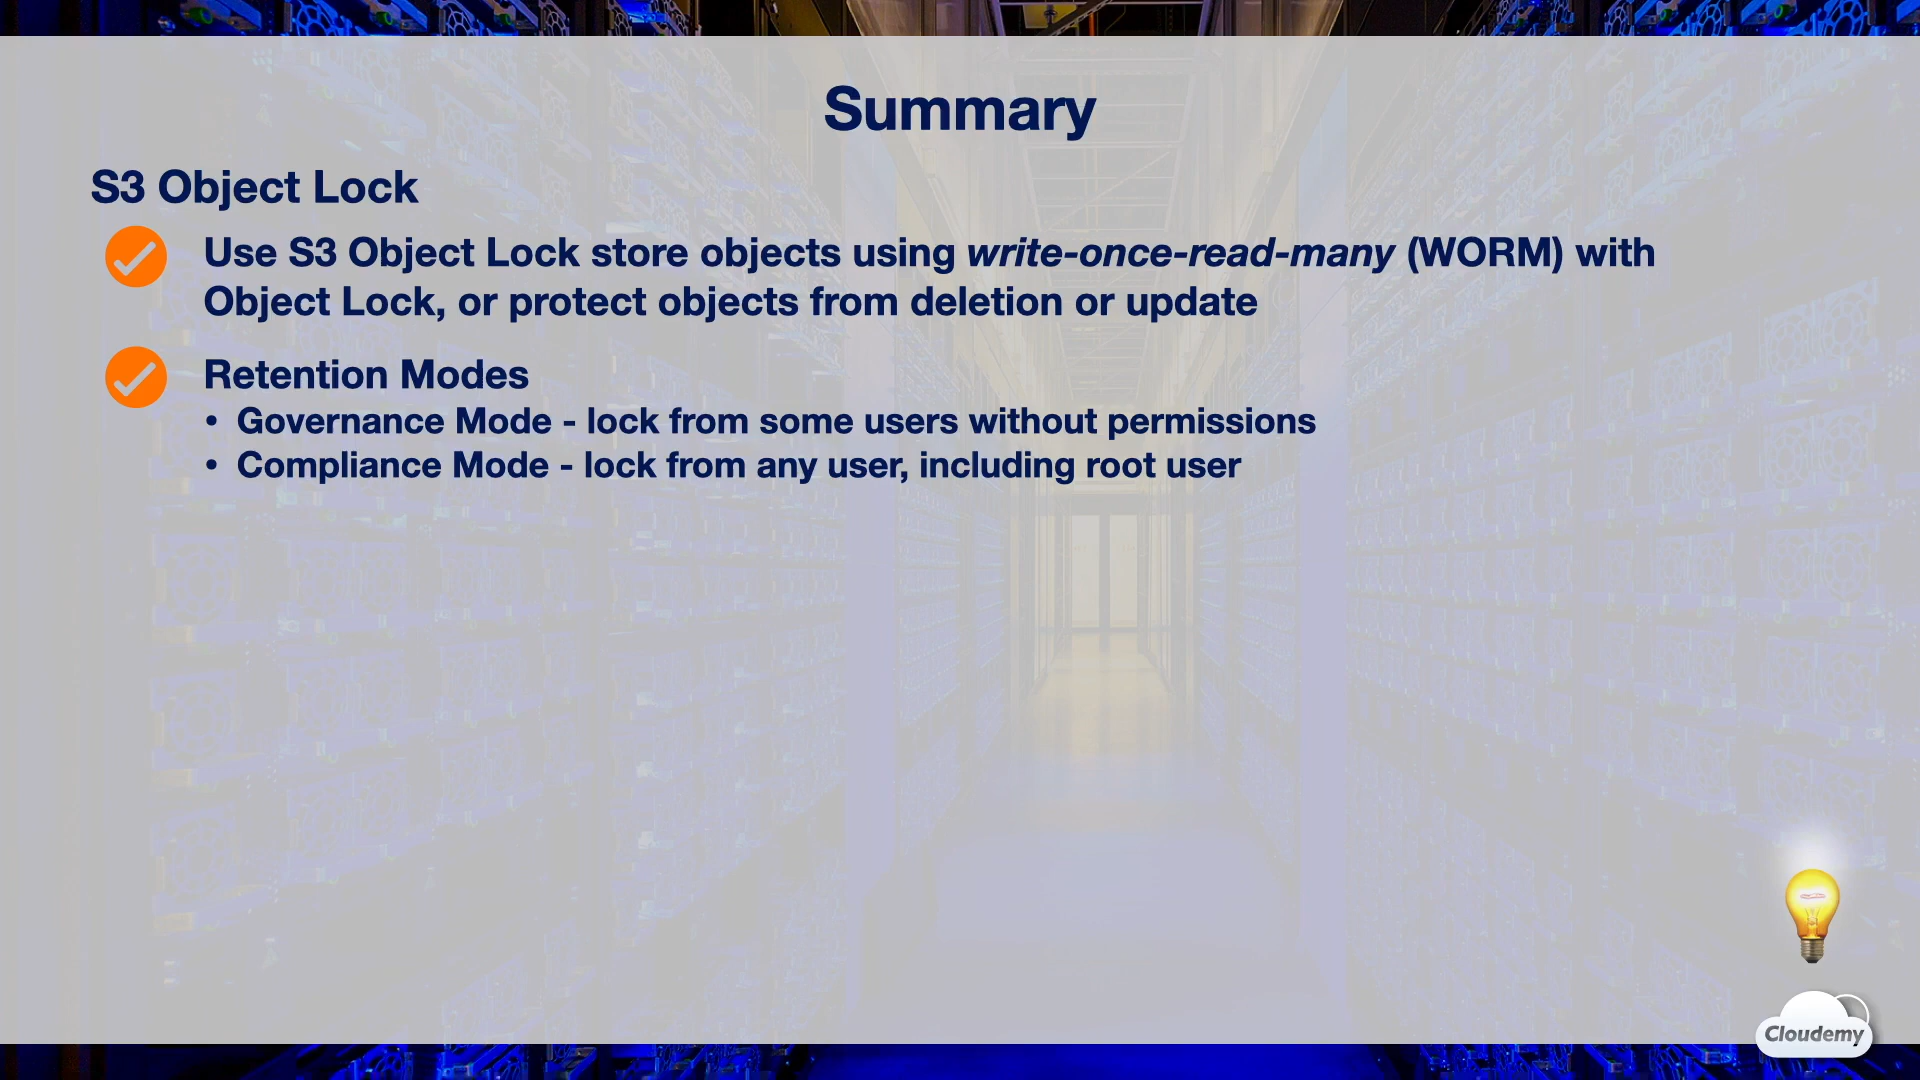 Summary
S3 Object Lock
Use S3 Object Lock store objects using write-once-read-many (WORM) with
Object Lock, or protect objects from deletion or update
Retention Modes
• Governance Mode - lock from some users without permissions
• Compliance Mode - lock from any user, including root user
Cloudemy